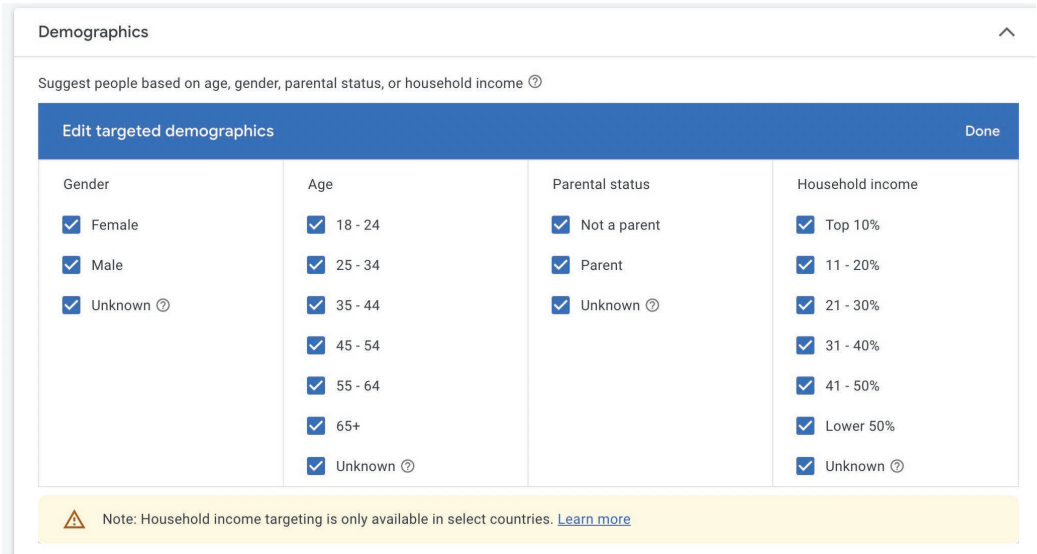 Demographics
Suggest people based on age, gender, parental status, or household income
Edit targeted demographics
Done
Gender
Female
Male
Unknown
Age
18 - 24
25 - 34
35 - 44
45 - 54
55 - 64
65+
Unknown
Parental status
Not a parent
Parent
Unknown
Household income
Top 10%
11 - 20%
21 - 30%
31 - 40%
41 - 50%
Lower 50%
Unknown
Note: Household income targeting is only available in select countries. Learn more